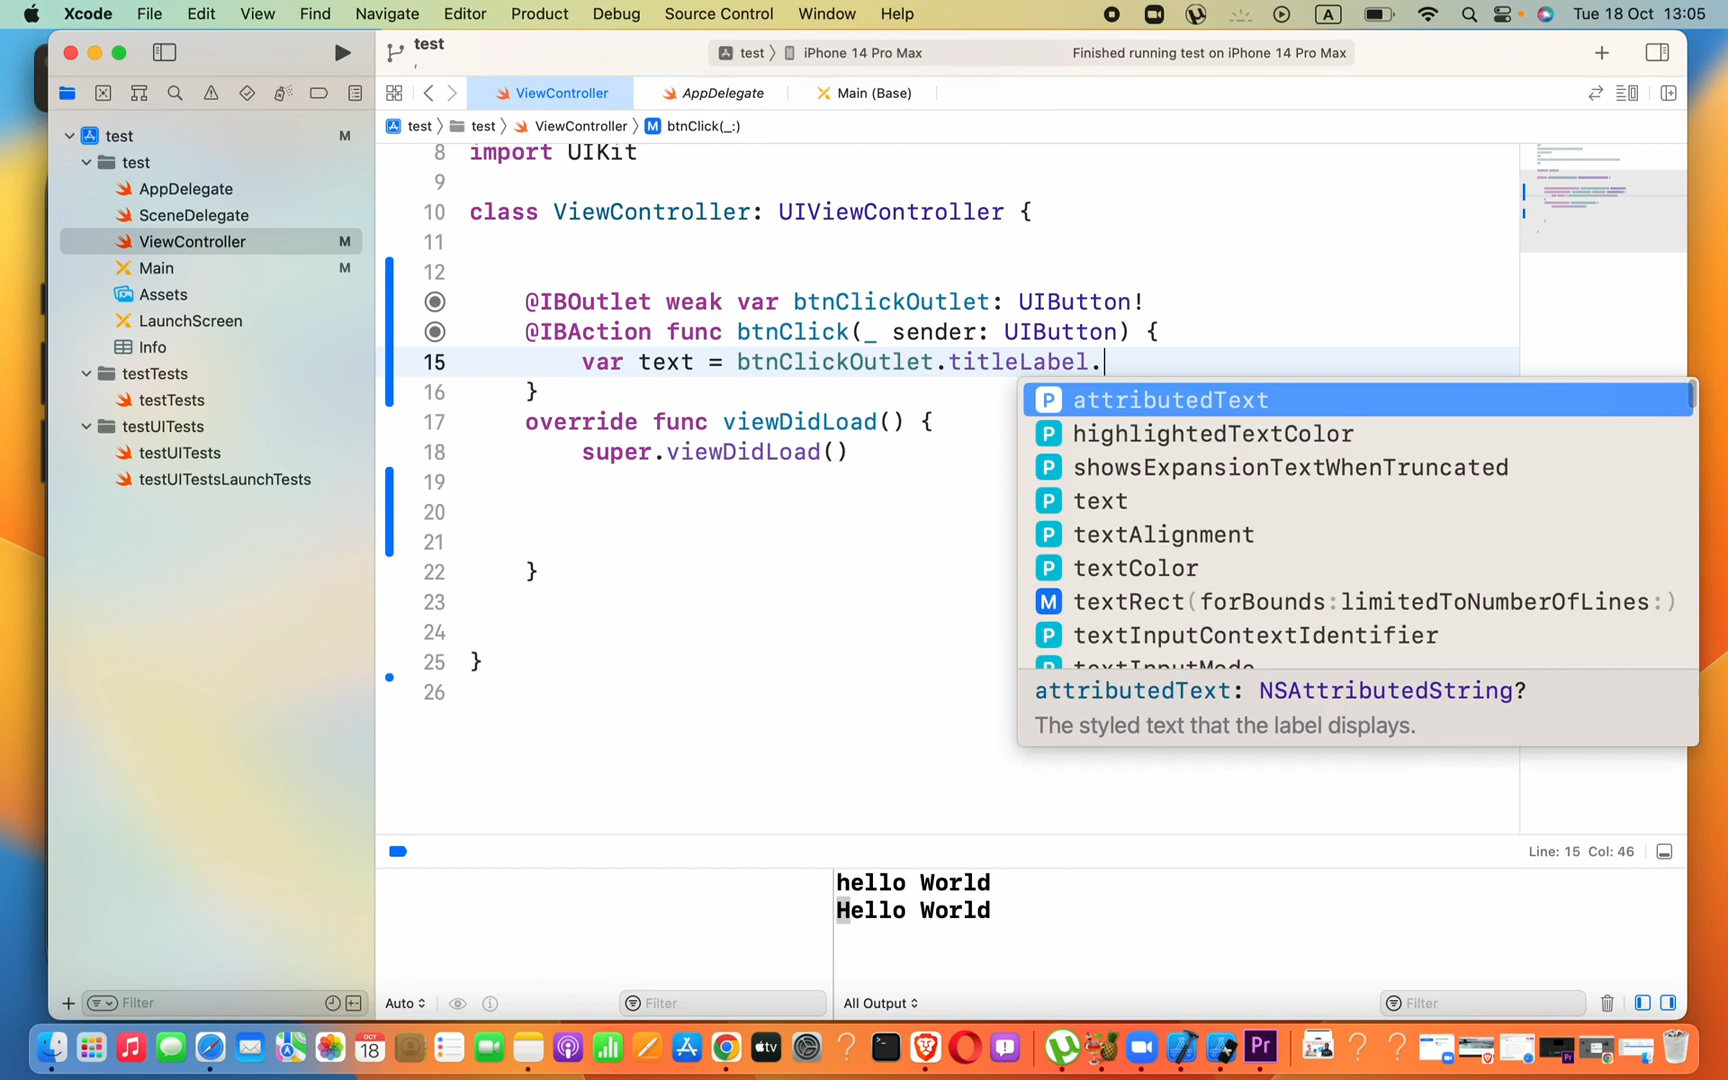 Xcode File Edit View Find Navigate Editor Product Debug Source Control Window Help A Tue 18 Oct 13:05
test
test 〉 iPhone 14 Pro Max Finished running test on iPhone 14 Pro Max
ViewController AppDelegate Main (Base)
test 〉 test 〉 ViewController 〉 M btnClick(_:)
test M
test
AppDelegate
SceneDelegate
ViewController M
Main M
Assets
LaunchScreen
Info
testTests
testTests
testUITests
testUITests
testUITestsLaunchTests
8 import UIKit
9
10 class ViewController: UIViewController {
11
12
@IBOutlet weak var btnClickOutlet: UIButton!
@IBAction func btnClick(_ sender: UIButton) {
15 var text = btnClickOutlet.titleLabel.
16 }
17 override func viewDidLoad() {
18 super.viewDidLoad()
19
20
21
22 }
23
24
25 }
26
P attributedText
P highlightedTextColor
P showsExpansionTextWhenTruncated
P text
P textAlignment
P textColor
M textRect(forBounds:limitedToNumberOfLines:)
P textInputContextIdentifier
P textInputMode
attributedText: NSAttributedString?
The styled text that the label displays.
Line: 15 Col: 46
hello World
Hello World
Filter
Auto
Filter
All Output
Filter
OCT
18
tv
Pr